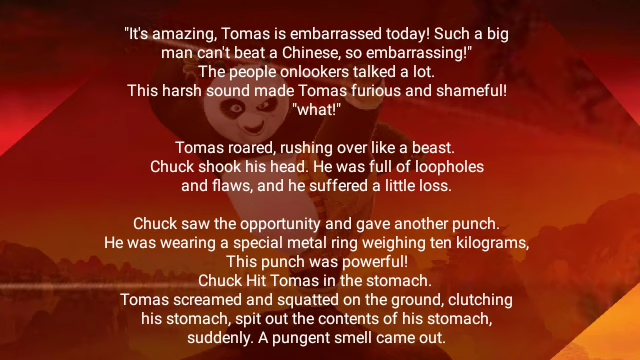 "It's amazing, Tomas is embarrassed today! Such a big
man can't beat a Chinese, so embarrassing!"
The people onlookers talked a lot.
This harsh sound made Tomas furious and shameful!
"what!"
Tomas roared, rushing over like a beast.
Chuck shook his head. He was full of loopholes
and flaws, and he suffered a little loss.
Chuck saw the opportunity and gave another punch.
He was wearing a special metal ring weighing ten kilograms,
This punch was powerful!
Chuck Hit Tomas in the stomach.
Tomas screamed and squatted on the ground, clutching
his stomach, spit out the contents of his stomach,
suddenly. A pungent smell came out.